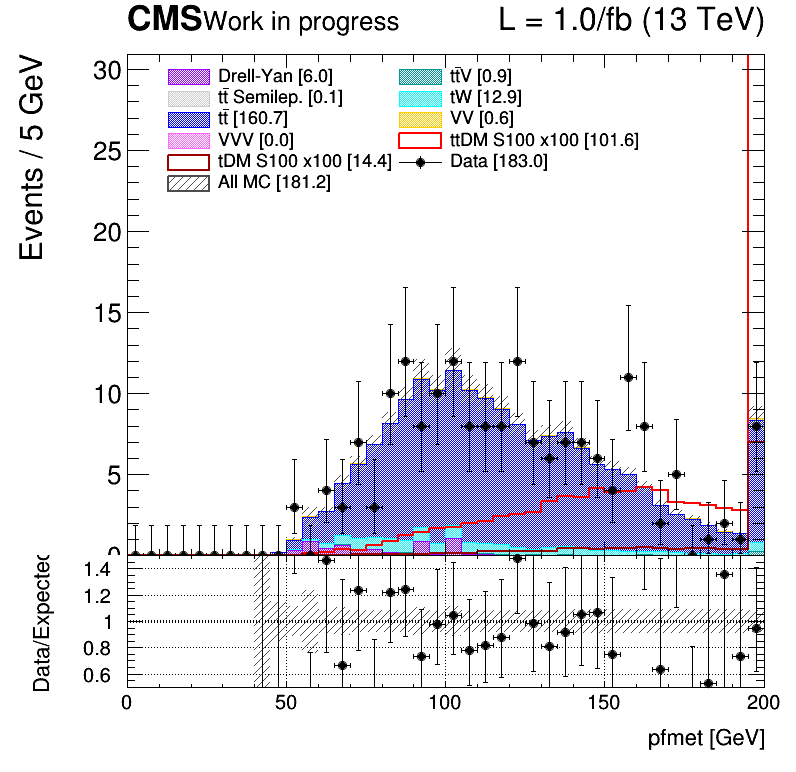 CMS Work in progress L = 1.0/fb (13 TeV)
Events / 5 GeV
30
25
20
15
10
5
0
Drell-Yan [6.0]
tt̄ Semilep. [0.1]
tt̄ [160.7]
VVV [0.0]
tDM S100 x100 [14.4]
All MC [181.2]
tt̄V [0.9]
tW [12.9]
VV [0.6]
ttDM S100 x100 [101.6]
Data [183.0]
Data/Expected
1.4
1.2
1
0.8
0.6
0 50 100 150 200
pfmet [GeV]